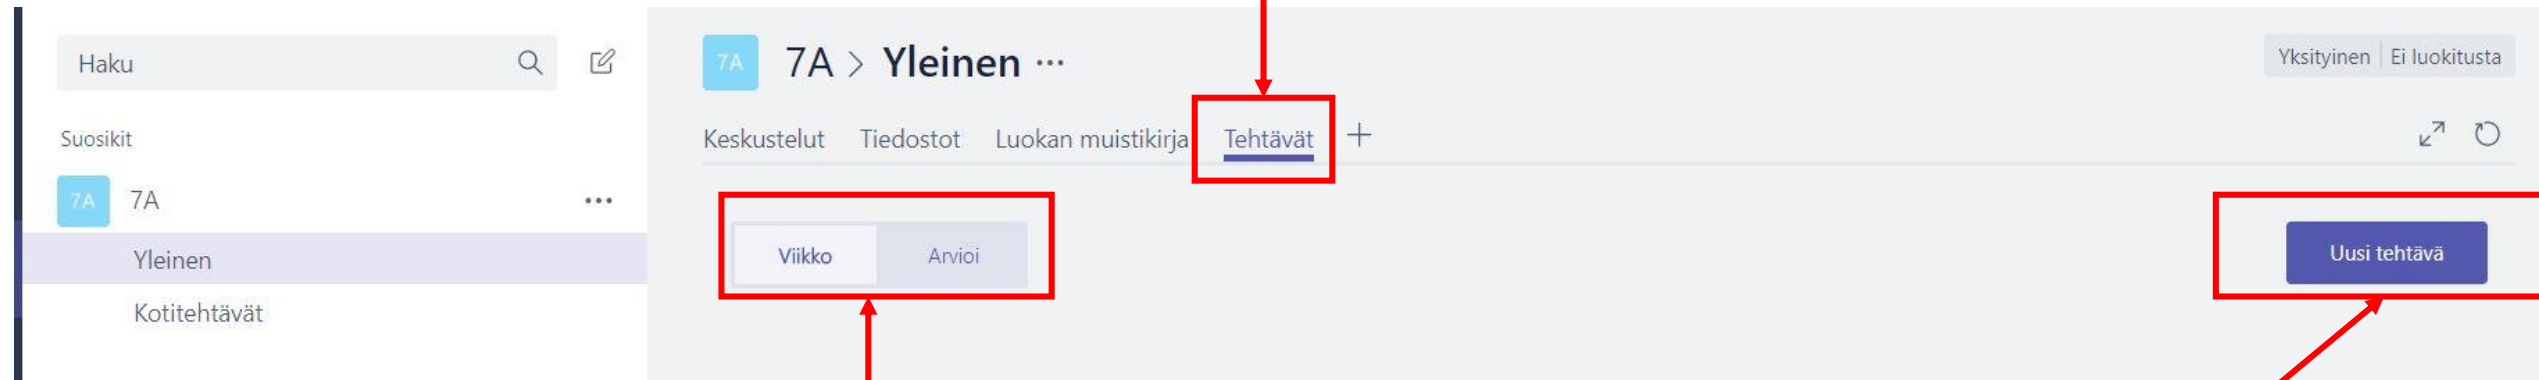 Haku
Suosikit
7A 7A
Yleinen
Kotitehtävät
7A 7A > Yleinen ...
Yksityinen | Ei luokitusta
Keskustelut Tiedostot Luokan muistikirja Tehtävät +
Viikko Arvioi
Uusi tehtävä